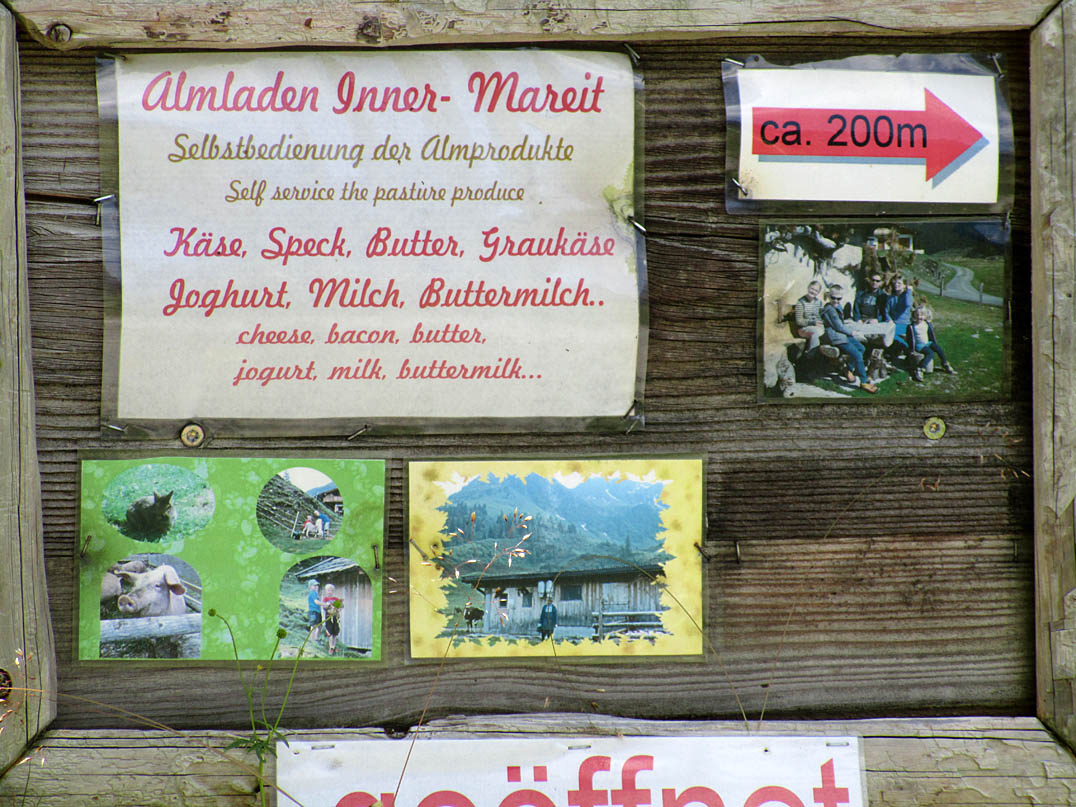 Almladen Inner- Mareit
Selbstbedienung der Almprodukte
Self service the pasture produce
Käse, Speck, Butter, Graukäse
Joghurt, Milch, Buttermilch..
cheese, bacon, butter,
jogurt, milk, buttermilk...
ca. 200m
geöffnet